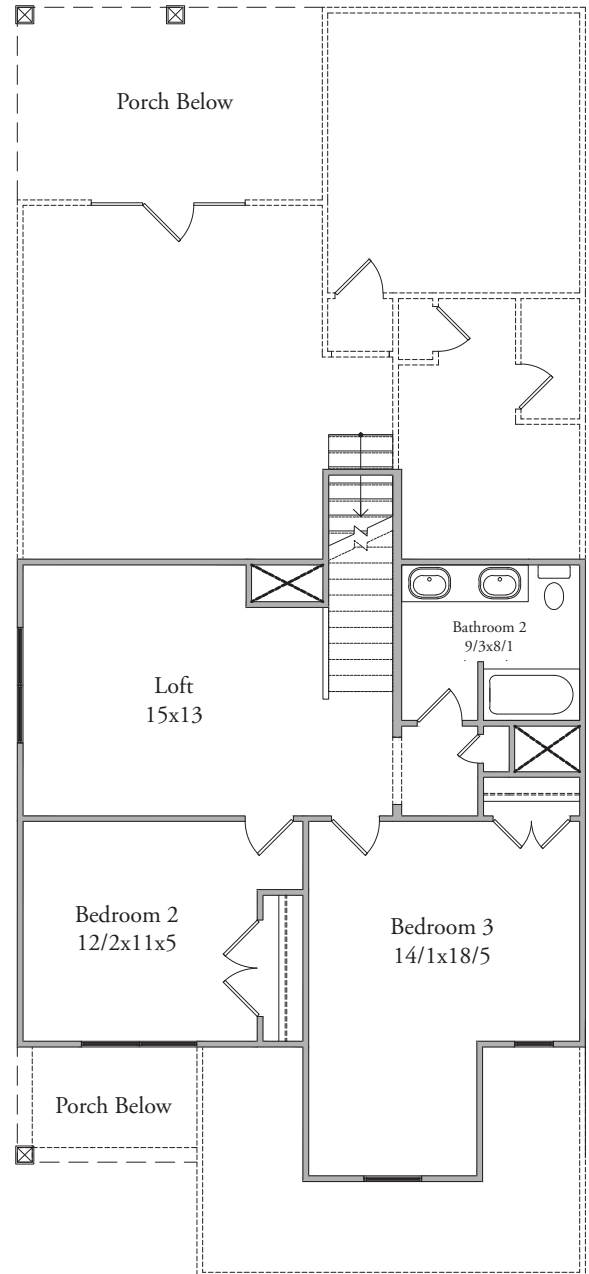 Porch Below
Bathroom 2
9/3x8/1
Loft
15x13
Bedroom 2
12/2x11x5
Bedroom 3
14/1x18/5
Porch Below